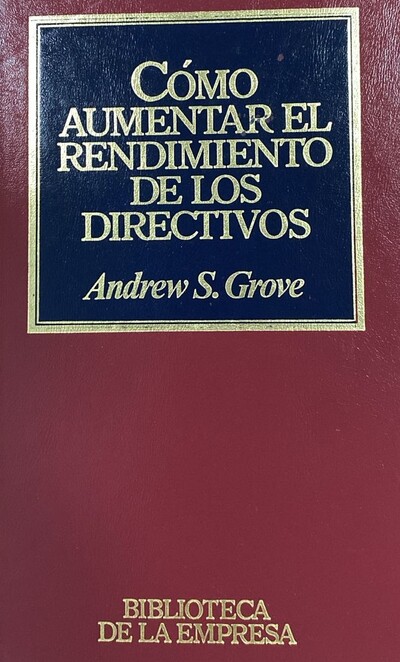 CÓMO
AUMENTAR EL
RENDIMIENTO
DE LOS
DIRECTIVOS
Andrew S. Grove
BIBLIOTECA
DE LA EMPRESA